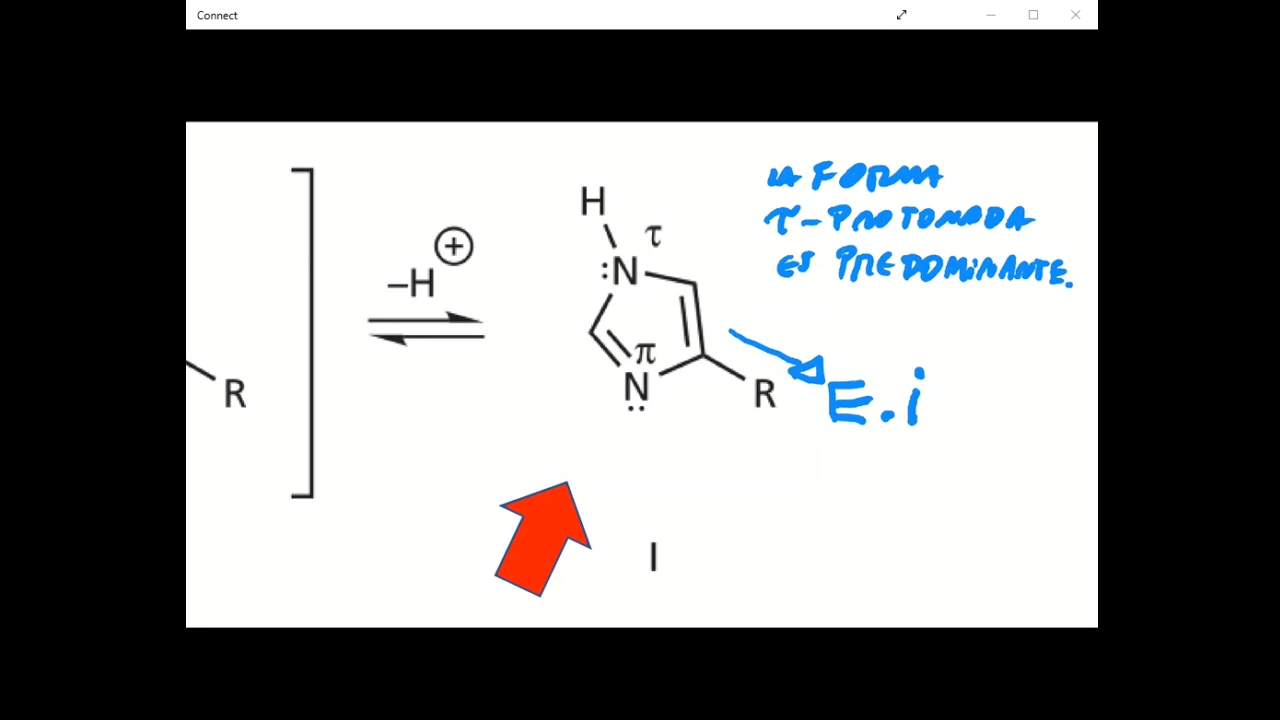 Connect
LA FORMA
τ-PROTONADA
ES PREDOMINANTE.
H
τ
:N
–H⊕
π
N
··
R
R
E.i
I